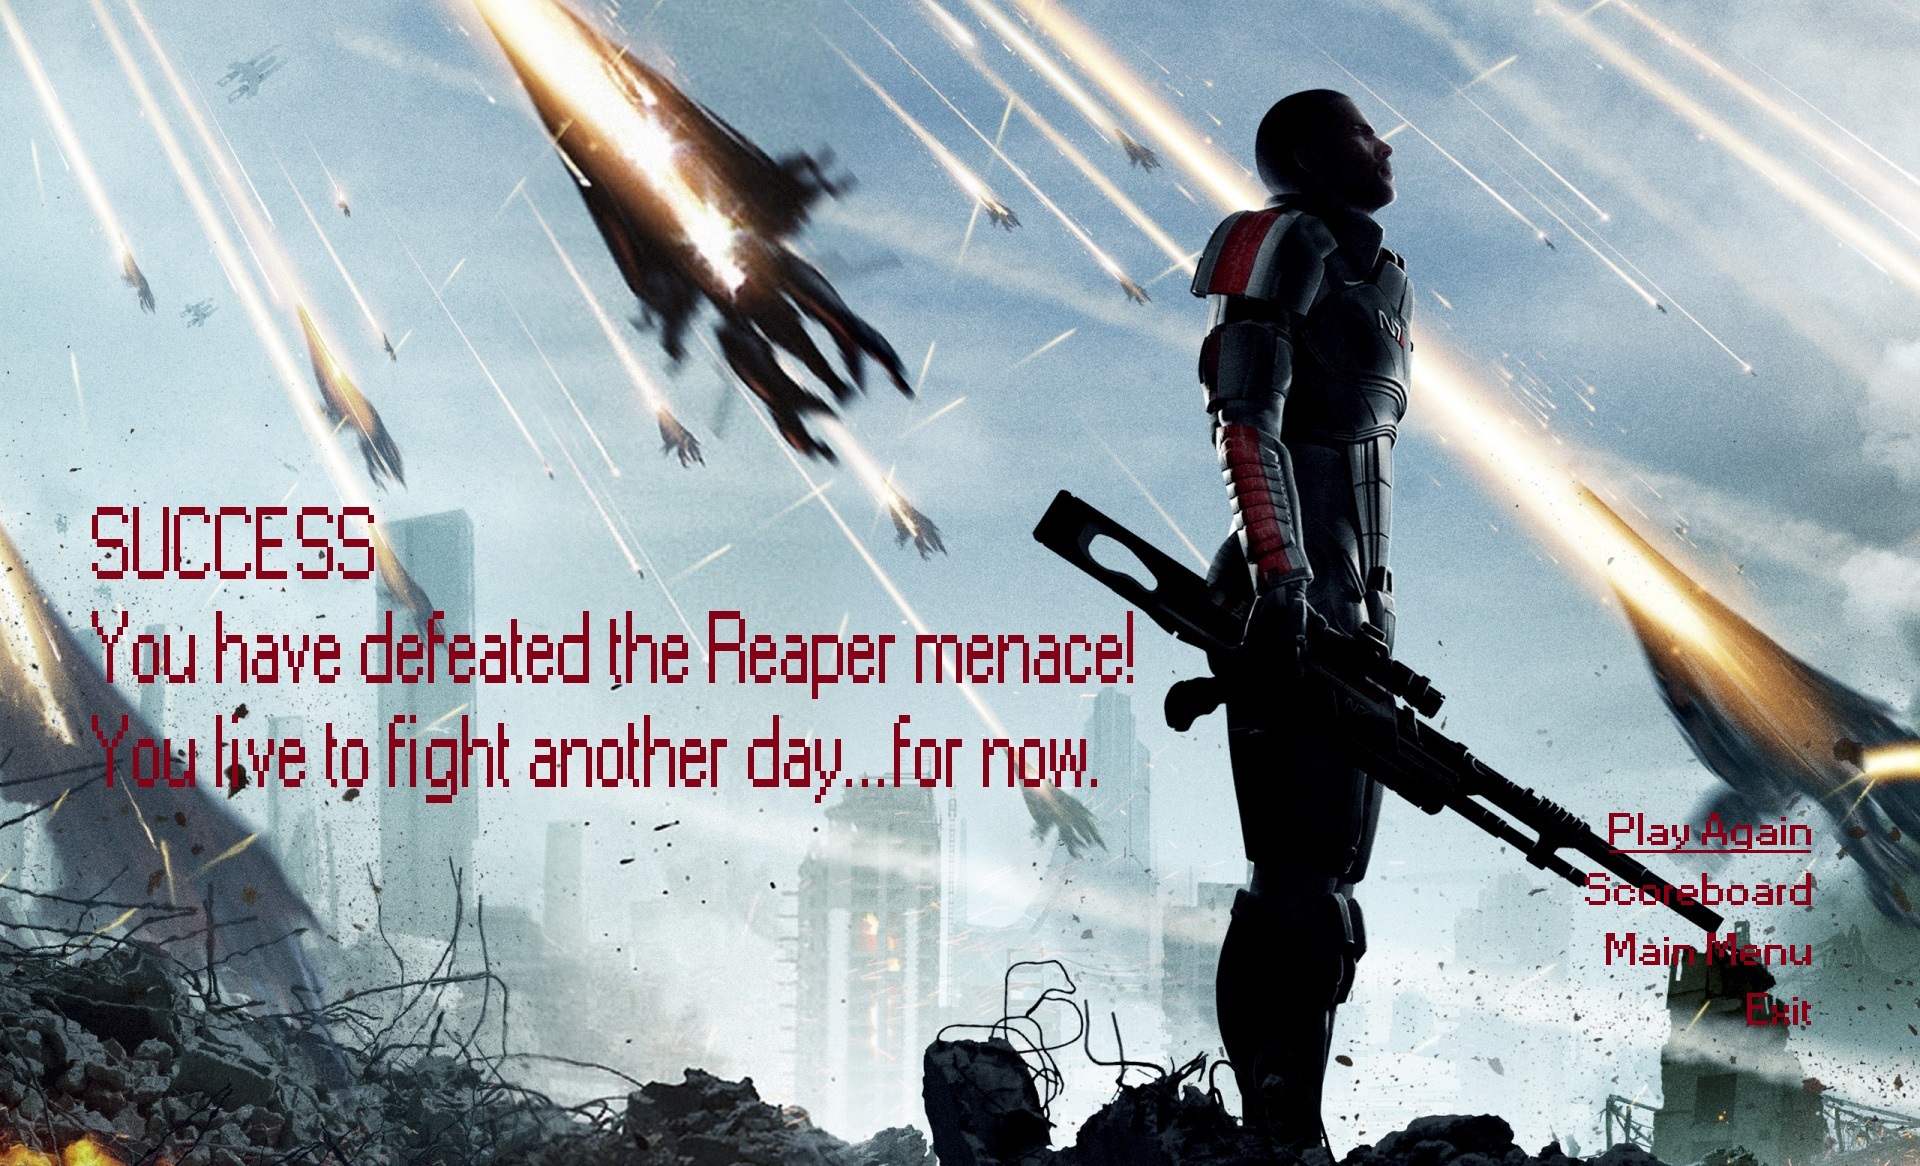 N7
SUCCESS
You have defeated the Reaper menace!
You live to fight another day...for now.
Play Again
Scoreboard
Main Menu
Exit